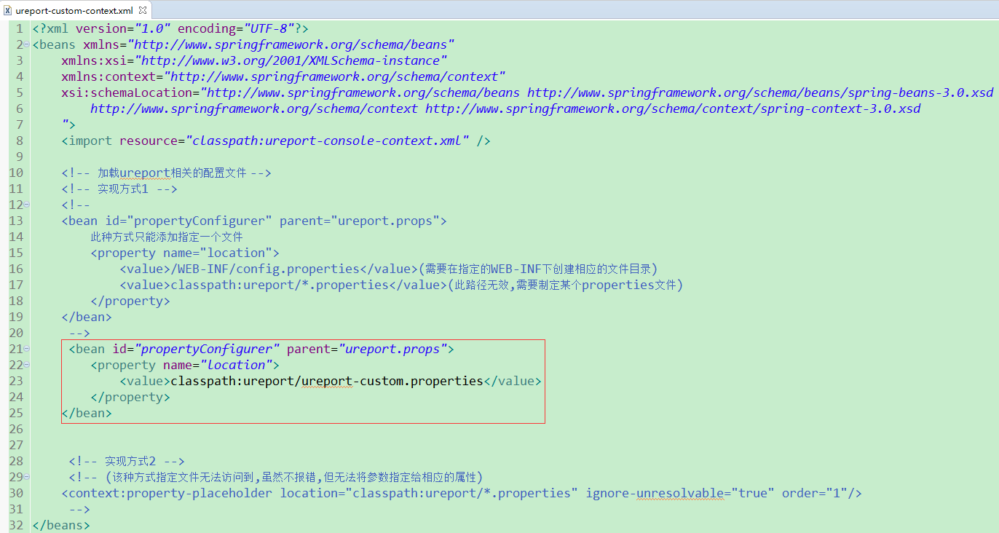 ureport-custom-context.xml
1 <?xml version="1.0" encoding="UTF-8"?>
2 <beans xmlns="http://www.springframework.org/schema/beans"
3 xmlns:xsi="http://www.w3.org/2001/XMLSchema-instance"
4 xmlns:context="http://www.springframework.org/schema/context"
5 xsi:schemaLocation="http://www.springframework.org/schema/beans http://www.springframework.org/schema/beans/spring-beans-3.0.xsd
6 http://www.springframework.org/schema/context http://www.springframework.org/schema/context/spring-context-3.0.xsd
7 ">
8 <import resource="classpath:ureport-console-context.xml" />
9
10 <!-- 加载ureport相关的配置文件 -->
11 <!-- 实现方式1 -->
12 <!--
13 <bean id="propertyConfigurer" parent="ureport.props">
14 此种方式只能添加指定一个文件
15 <property name="location">
16 <value>/WEB-INF/config.properties</value>(需要在指定的WEB-INF下创建相应的文件目录)
17 <value>classpath:ureport/*.properties</value>(此路径无效,需要制定某个properties文件)
18 </property>
19 </bean>
20 -->
21 <bean id="propertyConfigurer" parent="ureport.props">
22 <property name="location">
23 <value>classpath:ureport/ureport-custom.properties</value>
24 </property>
25 </bean>
26
27
28 <!-- 实现方式2 -->
29 <!-- (该种方式指定文件无法访问到,虽然不报错,但无法将参数指定给相应的属性)
30 <context:property-placeholder location="classpath:ureport/*.properties" ignore-unresolvable="true" order="1"/>
31 -->
32 </beans>